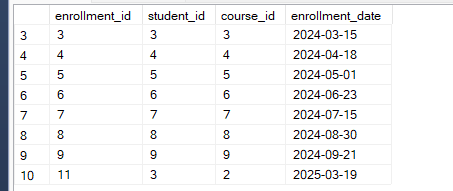 enrollment_id student_id course_id enrollment_date
3 3 3 3 2024-03-15
4 4 4 4 2024-04-18
5 5 5 5 2024-05-01
6 6 6 6 2024-06-23
7 7 7 7 2024-07-15
8 8 8 8 2024-08-30
9 9 9 9 2024-09-21
10 11 3 2 2025-03-19